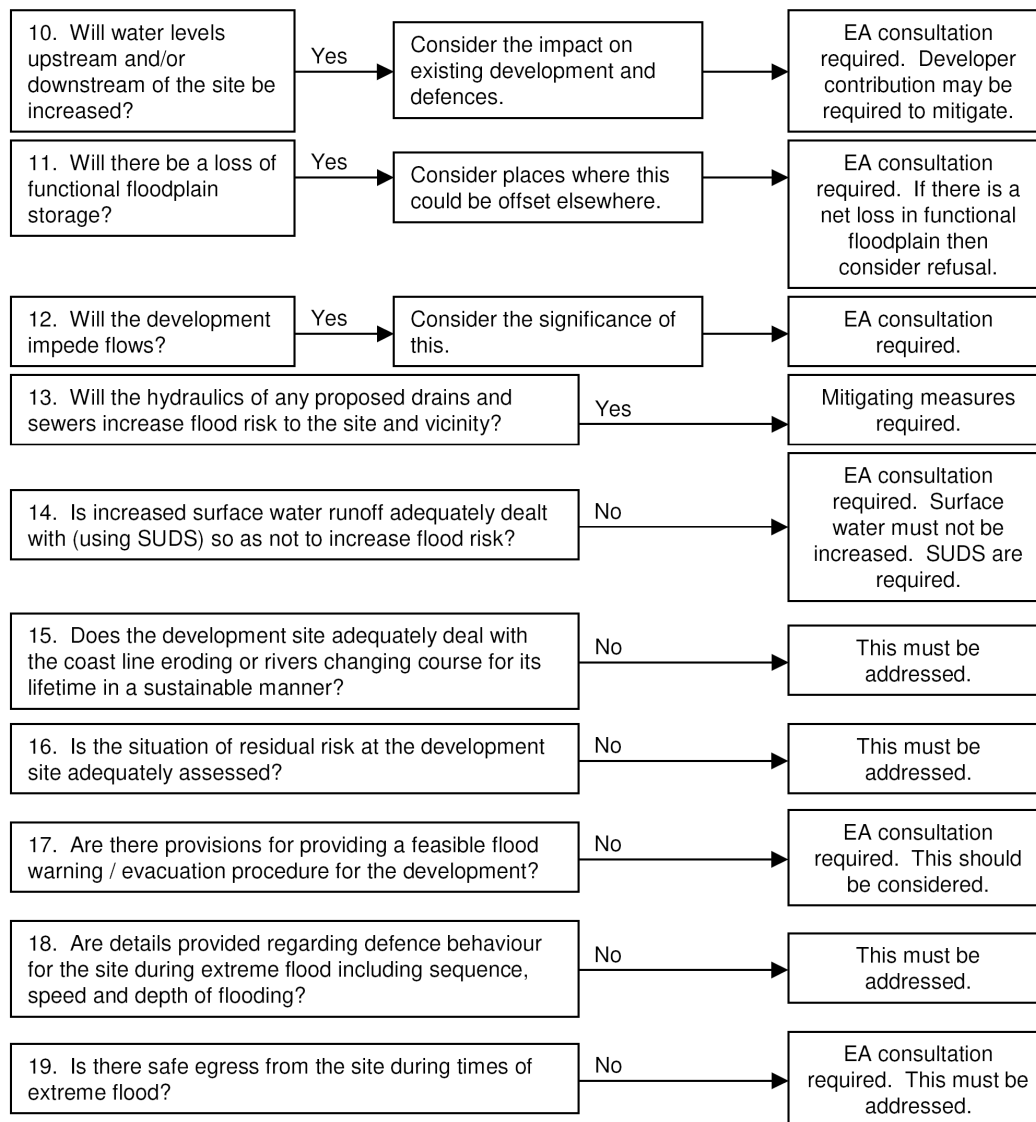 10. Will water levels
upstream and/or
downstream of the site be
increased?
Yes
Consider the impact on
existing development and
defences.
EA consultation
required. Developer
contribution may be
required to mitigate.
11. Will there be a loss of
functional floodplain
storage?
Yes
Consider places where this
could be offset elsewhere.
EA consultation
required. If there is a
net loss in functional
floodplain then
consider refusal.
12. Will the development
impede flows?
Yes
Consider the significance of
this.
EA consultation
required.
13. Will the hydraulics of any proposed drains and
sewers increase flood risk to the site and vicinity?
Yes
Mitigating measures
required.
14. Is increased surface water runoff adequately dealt
with (using SUDS) so as not to increase flood risk?
No
EA consultation
required. Surface
water must not be
increased. SUDS are
required.
15. Does the development site adequately deal with
the coast line eroding or rivers changing course for its
lifetime in a sustainable manner?
No
This must be
addressed.
16. Is the situation of residual risk at the development
site adequately assessed?
No
This must be
addressed.
17. Are there provisions for providing a feasible flood
warning / evacuation procedure for the development?
No
EA consultation
required. This should
be considered.
18. Are details provided regarding defence behaviour
for the site during extreme flood including sequence,
speed and depth of flooding?
No
This must be
addressed.
19. Is there safe egress from the site during times of
extreme flood?
No
EA consultation
required. This must be
addressed.